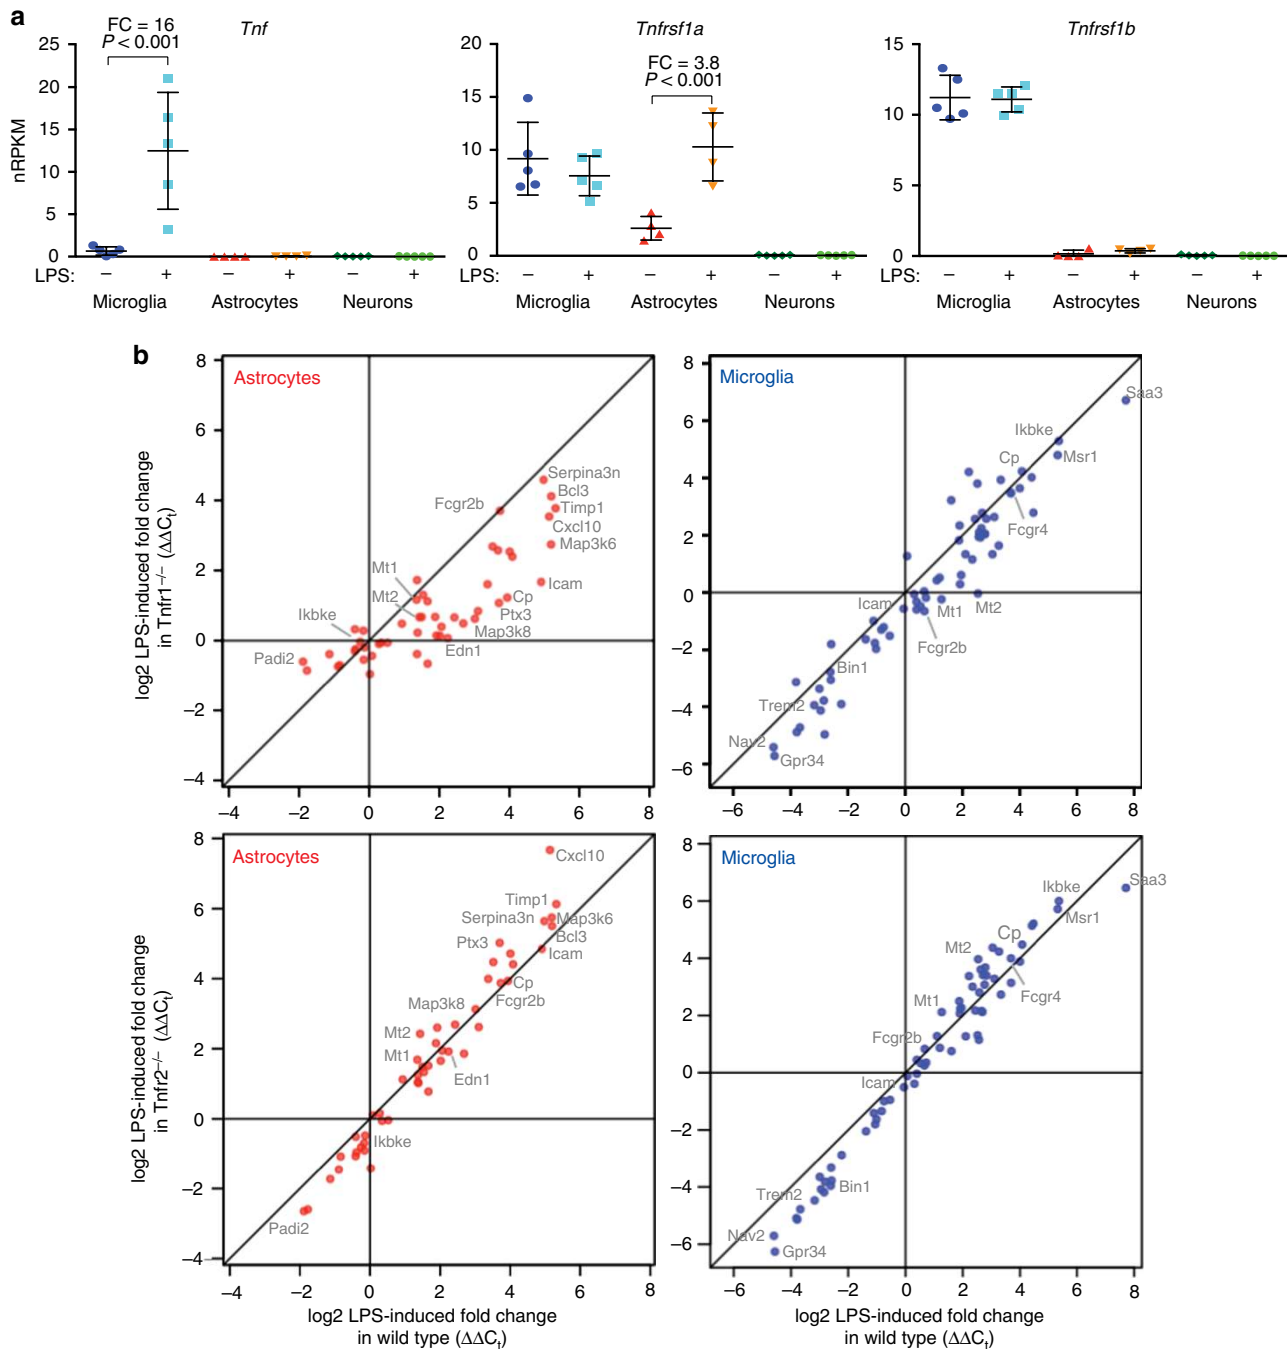 a
Tnf
Tnfrsf1a
Tnfrsf1b
FC = 16
P < 0.001
FC = 3.8
P < 0.001
nRPKM
25
20
15
10
5
0
20
15
10
5
0
15
10
5
0
LPS: − + − + − +
Microglia Astrocytes Neurons
LPS: − + − + − +
Microglia Astrocytes Neurons
− + − + − +
Microglia Astrocytes Neurons
b
log2 LPS-induced fold change
in Tnfr1−/− (ΔΔCt)
Astrocytes
8
6
4
2
0
−2
−4
Serpina3n
Bcl3
Fcgr2b
Timp1
Cxcl10
Map3k6
Mt1
Icam
Mt2
Cp
Ptx3
Ikbke
Map3k8
Edn1
Padi2
−4 −2 0 2 4 6 8
Microglia
8
6
4
2
0
−2
−4
−6
Saa3
Ikbke
Cp
Msr1
Fcgr4
Icam
Mt1
Mt2
Fcgr2b
Bin1
Trem2
Nav2
Gpr34
−6 −4 −2 0 2 4 6 8
log2 LPS-induced fold change
in Tnfr2−/− (ΔΔCt)
Astrocytes
8
6
4
2
0
−2
−4
Cxcl10
Timp1
Serpina3n
Map3k6
Bcl3
Ptx3
Icam
Cp
Fcgr2b
Map3k8
Mt2
Mt1
Edn1
Ikbke
Padi2
−4 −2 0 2 4 6 8
log2 LPS-induced fold change
in wild type (ΔΔCt)
Microglia
8
6
4
2
0
−2
−4
−6
Ikbke
Saa3
Msr1
Cp
Mt2
Fcgr4
Mt1
Fcgr2b
Icam
Trem2
Bin1
Nav2
Gpr34
−6 −4 −2 0 2 4 6 8
log2 LPS-induced fold change
in wild type (ΔΔCt)